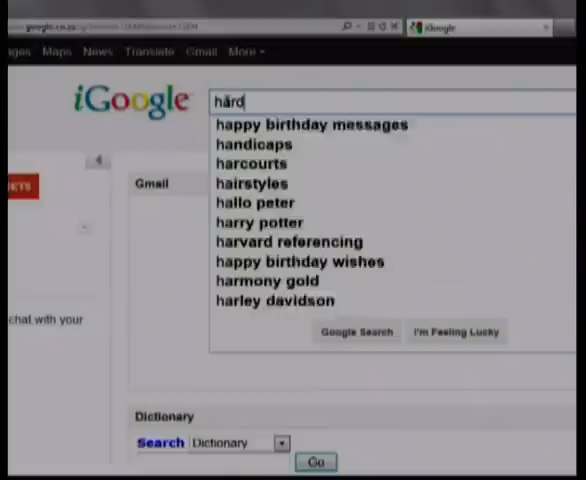 iGoogle
ges Maps News Translate Gmail More
iGoogle
hard
happy birthday messages
handicaps
harcourts
hairstyles
hallo peter
harry potter
harvard referencing
happy birthday wishes
harmony gold
harley davidson
Gmail
Google Search I'm Feeling Lucky
chat with your
Dictionary
Search Dictionary
Go